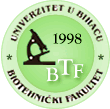 UNIVERZITET U BIHAĆU
1998
BTF
BIOTEHNIČKI FAKULTET